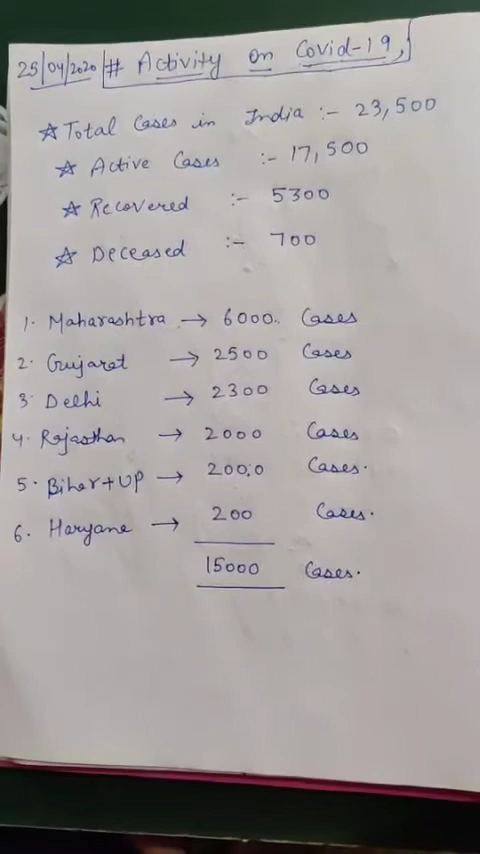 25/04/2020 # Activity on Covid-19,
☆ Total Cases in India :- 23,500
☆ Active Cases :- 17,500
☆ Recovered :- 5300
☆ Deceased :- 700
1. Maharashtra → 6000. Cases
2. Gujarat → 2500 Cases
3. Delhi → 2300 Cases
4. Rajasthan → 2000 Cases
5. Bihar+UP → 2000 Cases.
6. Haryana → 200 Cases.
15000 Cases.